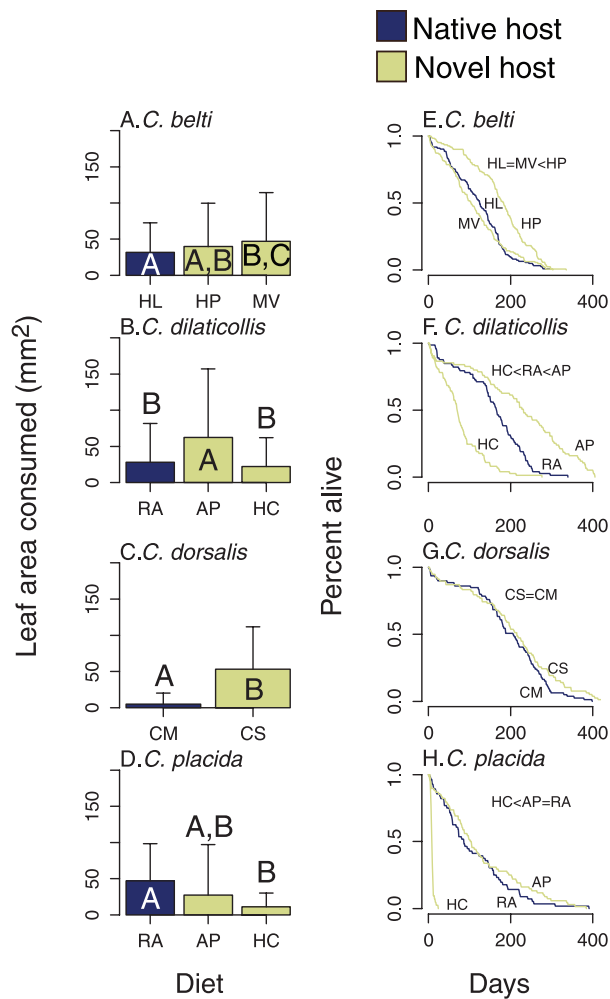 Native host
Novel host
A. C. belti
150
50
0
A
A,B
B,C
HL
HP
MV
B. C. dilaticollis
150
50
0
B
A
B
RA
AP
HC
C. C. dorsalis
150
50
0
A
B
CM
CS
D. C. placida
150
50
0
A
A,B
B
RA
AP
HC
Leaf area consumed (mm²)
Diet
E. C. belti
1.0
0.5
0.0
HL=MV<HP
HL
MV
HP
0
200
400
F. C. dilaticollis
1.0
0.5
0.0
HC<RA<AP
HC
AP
RA
0
200
400
G. C. dorsalis
1.0
0.5
0.0
CS=CM
CS
CM
0
200
400
H. C. placida
1.0
0.5
0.0
HC<AP=RA
HC
RA
AP
0
200
400
Percent alive
Days